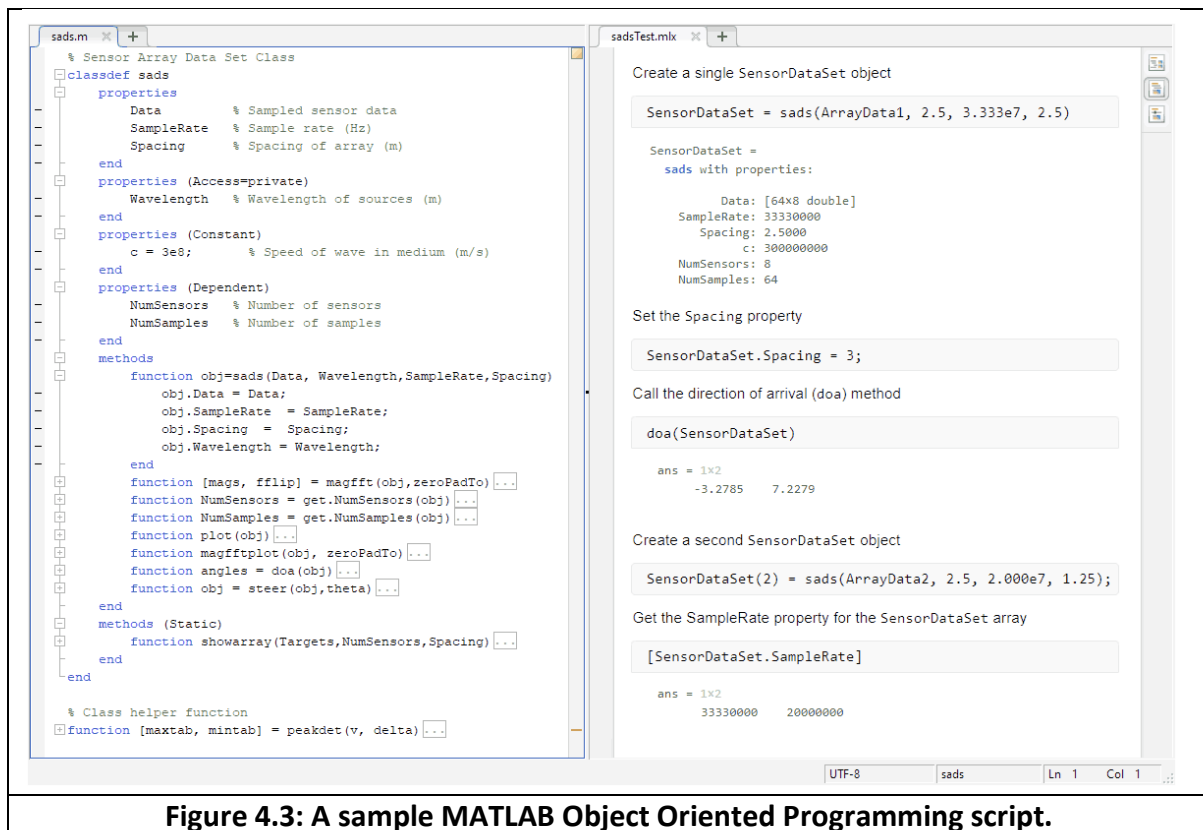 sads.m
% Sensor Array Data Set Class
classdef sads
properties
Data % Sampled sensor data
SampleRate % Sample rate (Hz)
Spacing % Spacing of array (m)
end
properties (Access=private)
Wavelength % Wavelength of sources (m)
end
properties (Constant)
c = 3e8; % Speed of wave in medium (m/s)
end
properties (Dependent)
NumSensors % Number of sensors
NumSamples % Number of samples
end
methods
function obj=sads(Data, Wavelength,SampleRate,Spacing)
obj.Data = Data;
obj.SampleRate = SampleRate;
obj.Spacing = Spacing;
obj.Wavelength = Wavelength;
end
function [mags, fflip] = magfft(obj,zeroPadTo)...
function NumSensors = get.NumSensors(obj)...
function NumSamples = get.NumSamples(obj)...
function plot(obj)...
function magfftplot(obj, zeroPadTo)...
function angles = doa(obj)...
function obj = steer(obj,theta)...
end
methods (Static)
function showarray(Targets,NumSensors,Spacing)...
end
end
% Class helper function
function [maxtab, mintab] = peakdet(v, delta)...
sadsTest.mlx
Create a single SensorDataSet object
SensorDataSet = sads(ArrayData1, 2.5, 3.333e7, 2.5)
SensorDataSet =
sads with properties:
Data: [64×8 double]
SampleRate: 33330000
Spacing: 2.5000
c: 300000000
NumSensors: 8
NumSamples: 64
Set the Spacing property
SensorDataSet.Spacing = 3;
Call the direction of arrival (doa) method
doa(SensorDataSet)
ans = 1×2
-3.2785 7.2279
Create a second SensorDataSet object
SensorDataSet(2) = sads(ArrayData2, 2.5, 2.000e7, 1.25);
Get the SampleRate property for the SensorDataSet array
[SensorDataSet.SampleRate]
ans = 1×2
33330000 20000000
UTF-8 sads Ln 1 Col 1
Figure 4.3: A sample MATLAB Object Oriented Programming script.